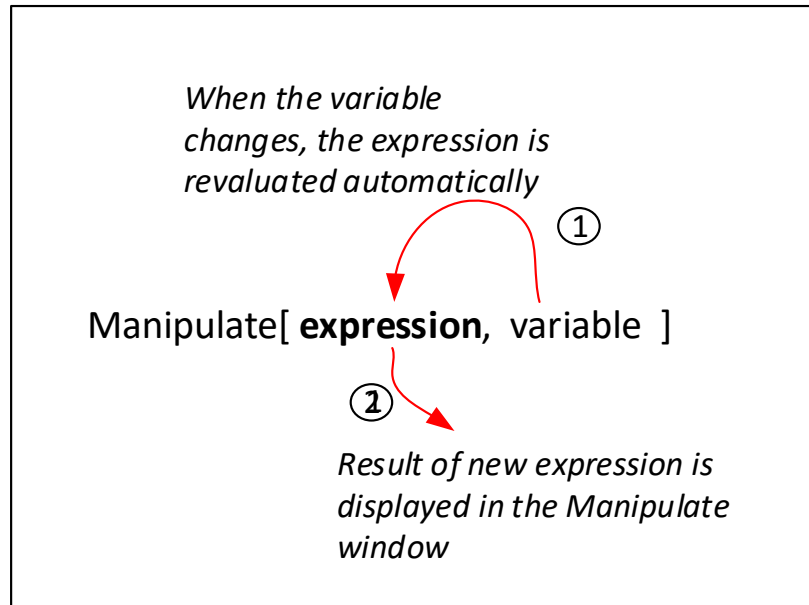 When the variable
changes, the expression is
revaluated automatically
1
Manipulate[ expression, variable ]
Result of new expression is
displayed in the Manipulate
window